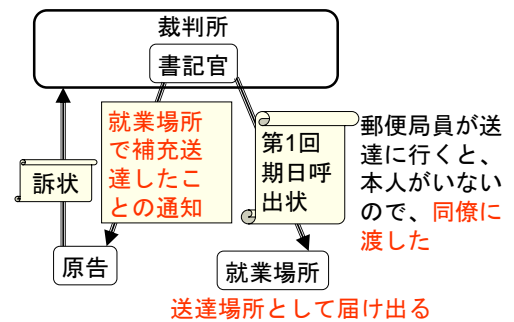 裁判所
書記官
就業場所
で補充送
達したこ
との通知
第1回
期日呼
出状
郵便局員が送
達に行くと、
本人がいない
ので、同僚に
渡した
訴状
原告
就業場所
送達場所として届け出る